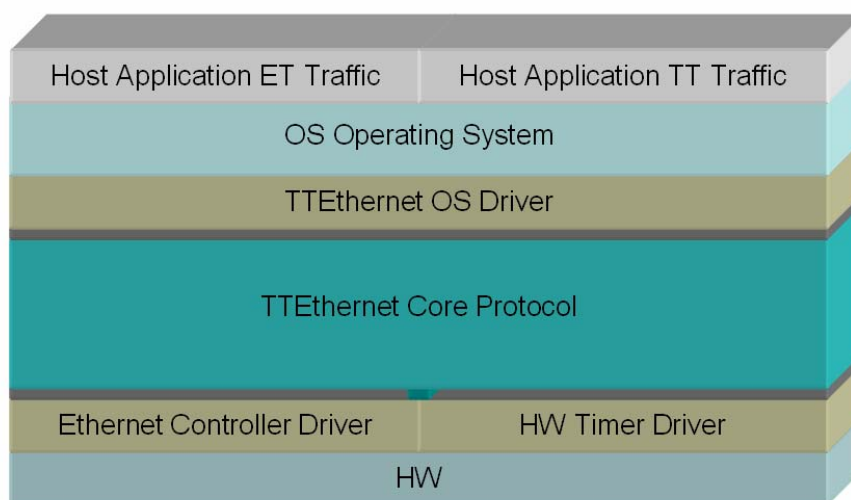 Host Application ET Traffic
Host Application TT Traffic
OS Operating System
TTEthernet OS Driver
TTEthernet Core Protocol
Ethernet Controller Driver
HW Timer Driver
HW